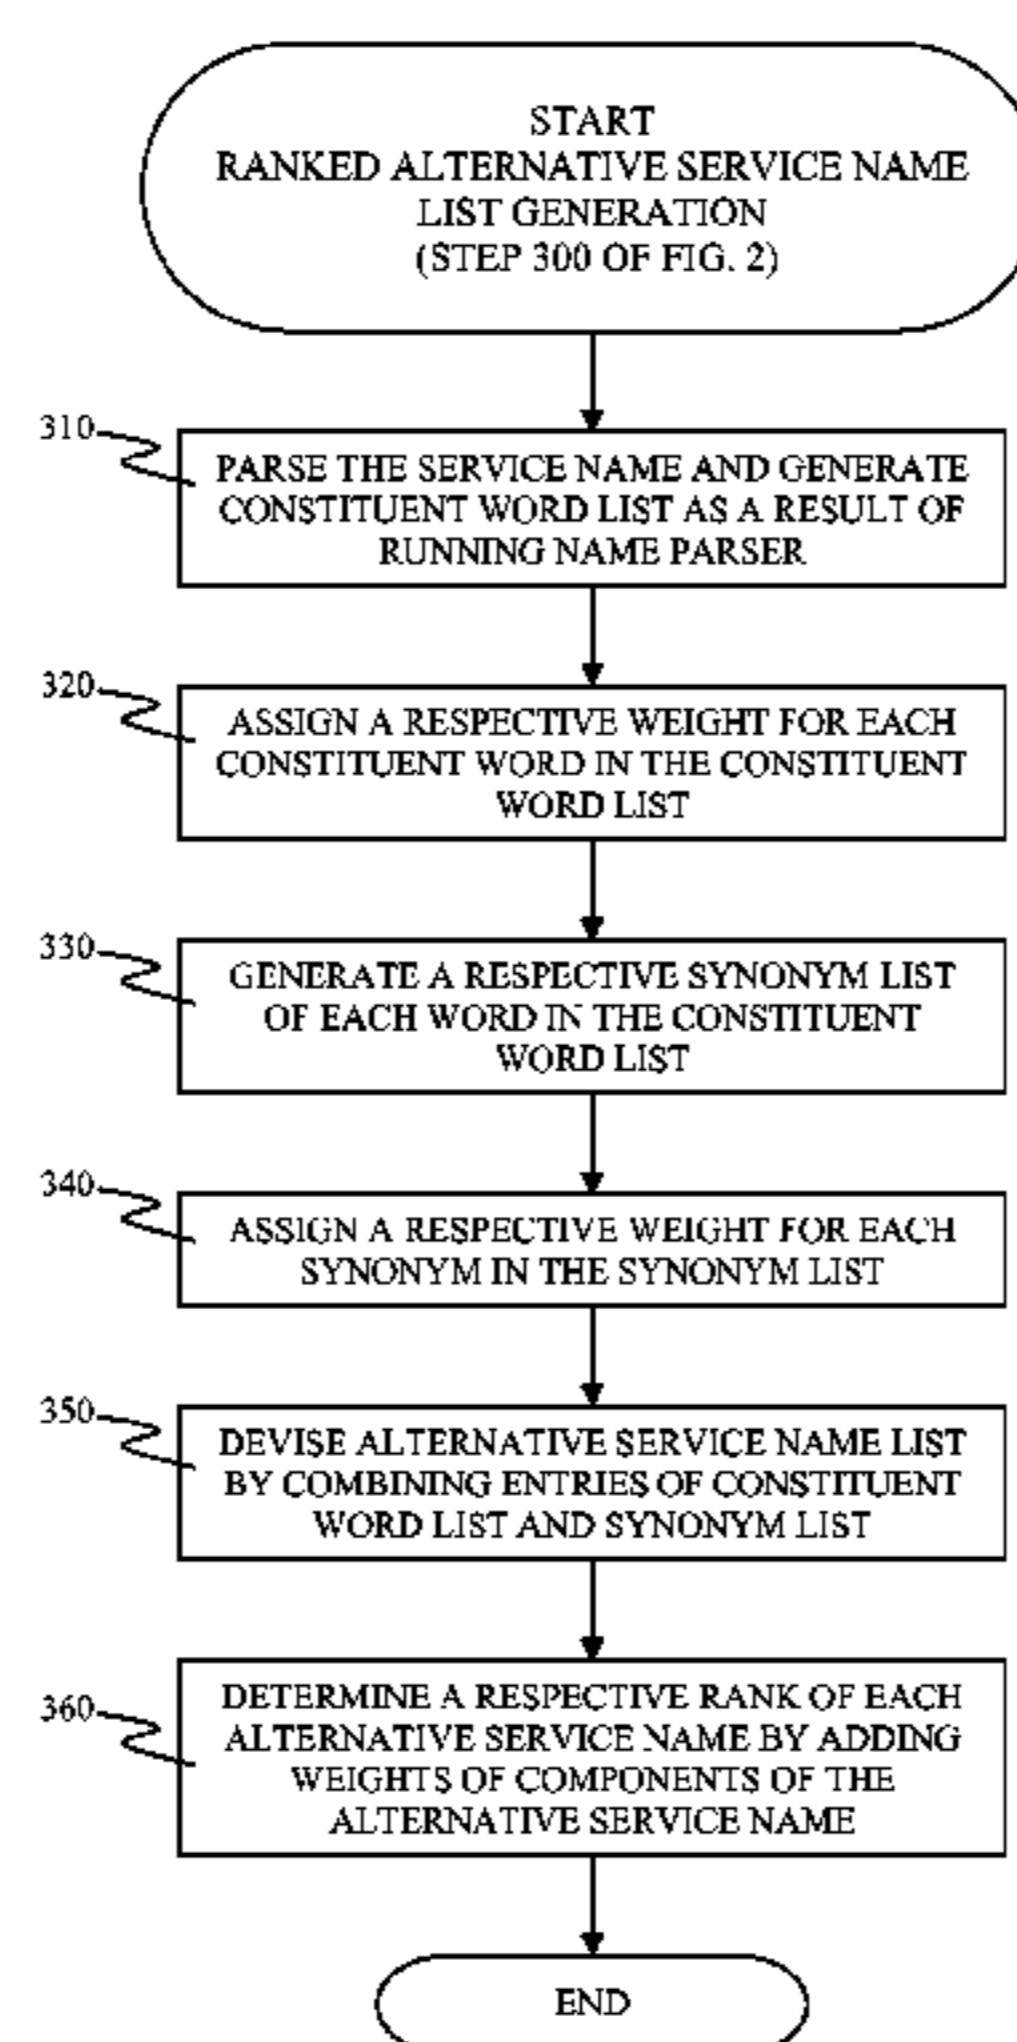 START
RANKED ALTERNATIVE SERVICE NAME
LIST GENERATION
(STEP 300 OF FIG. 2)
310
PARSE THE SERVICE NAME AND GENERATE
CONSTITUENT WORD LIST AS A RESULT OF
RUNNING NAME PARSER
320
ASSIGN A RESPECTIVE WEIGHT FOR EACH
CONSTITUENT WORD IN THE CONSTITUENT
WORD LIST
330
GENERATE A RESPECTIVE SYNONYM LIST
OF EACH WORD IN THE CONSTITUENT
WORD LIST
340
ASSIGN A RESPECTIVE WEIGHT FOR EACH
SYNONYM IN THE SYNONYM LIST
350
DEVISE ALTERNATIVE SERVICE NAME LIST
BY COMBINING ENTRIES OF CONSTITUENT
WORD LIST AND SYNONYM LIST
360
DETERMINE A RESPECTIVE RANK OF EACH
ALTERNATIVE SERVICE NAME BY ADDING
WEIGHTS OF COMPONENTS OF THE
ALTERNATIVE SERVICE NAME
END